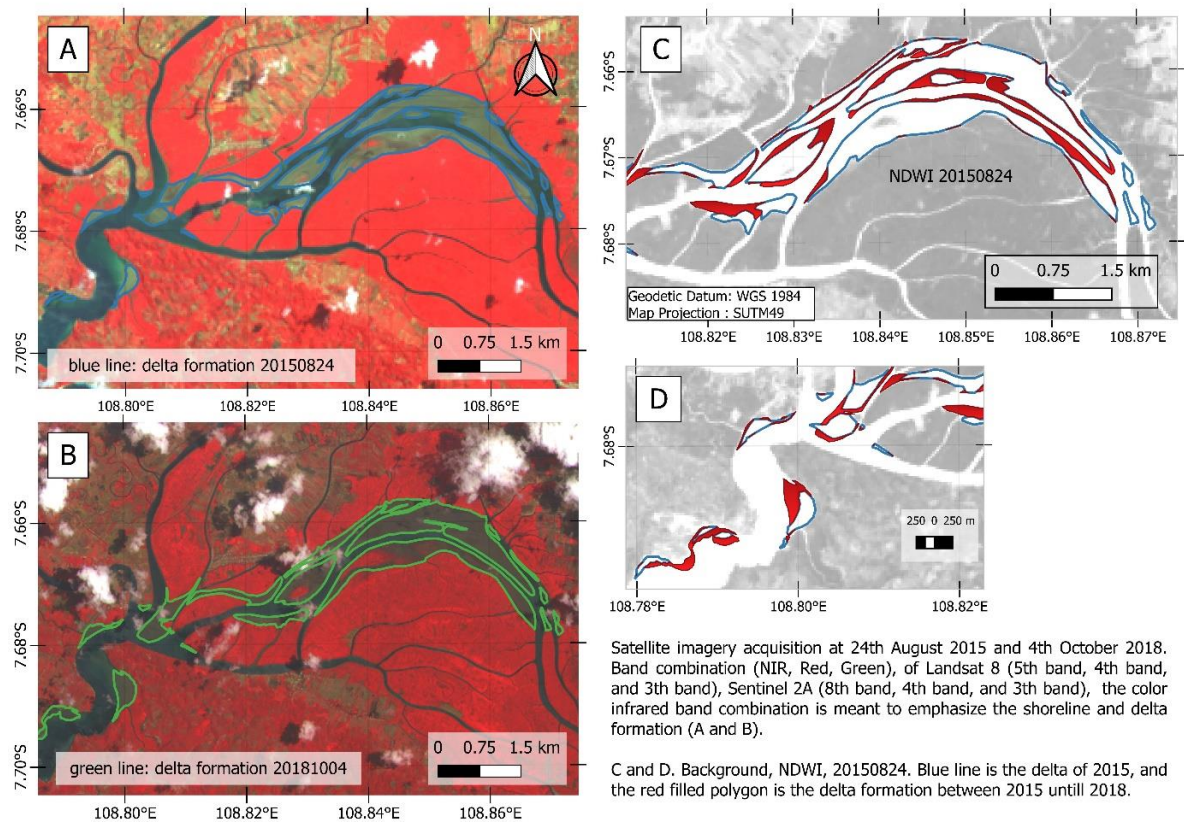 A
N
7.66°S
7.68°S
7.70°S
0 0.75 1.5 km
blue line: delta formation 20150824
108.80°E 108.82°E 108.84°E 108.86°E
B
7.66°S
7.68°S
7.70°S
0 0.75 1.5 km
green line: delta formation 20181004
108.80°E 108.82°E 108.84°E 108.86°E
C
7.66°S
7.67°S
7.68°S
NDWI 20150824
0 0.75 1.5 km
Geodetic Datum: WGS 1984
Map Projection : SUTM49
108.82°E 108.83°E 108.84°E 108.85°E 108.86°E 108.87°E
D
7.68°S
250 0 250 m
108.78°E 108.80°E 108.82°E
Satellite imagery acquisition at 24th August 2015 and 4th October 2018.
Band combination (NIR, Red, Green), of Landsat 8 (5th band, 4th band,
and 3th band), Sentinel 2A (8th band, 4th band, and 3th band), the color
infrared band combination is meant to emphasize the shoreline and delta
formation (A and B).
C and D. Background, NDWI, 20150824. Blue line is the delta of 2015, and
the red filled polygon is the delta formation between 2015 untill 2018.